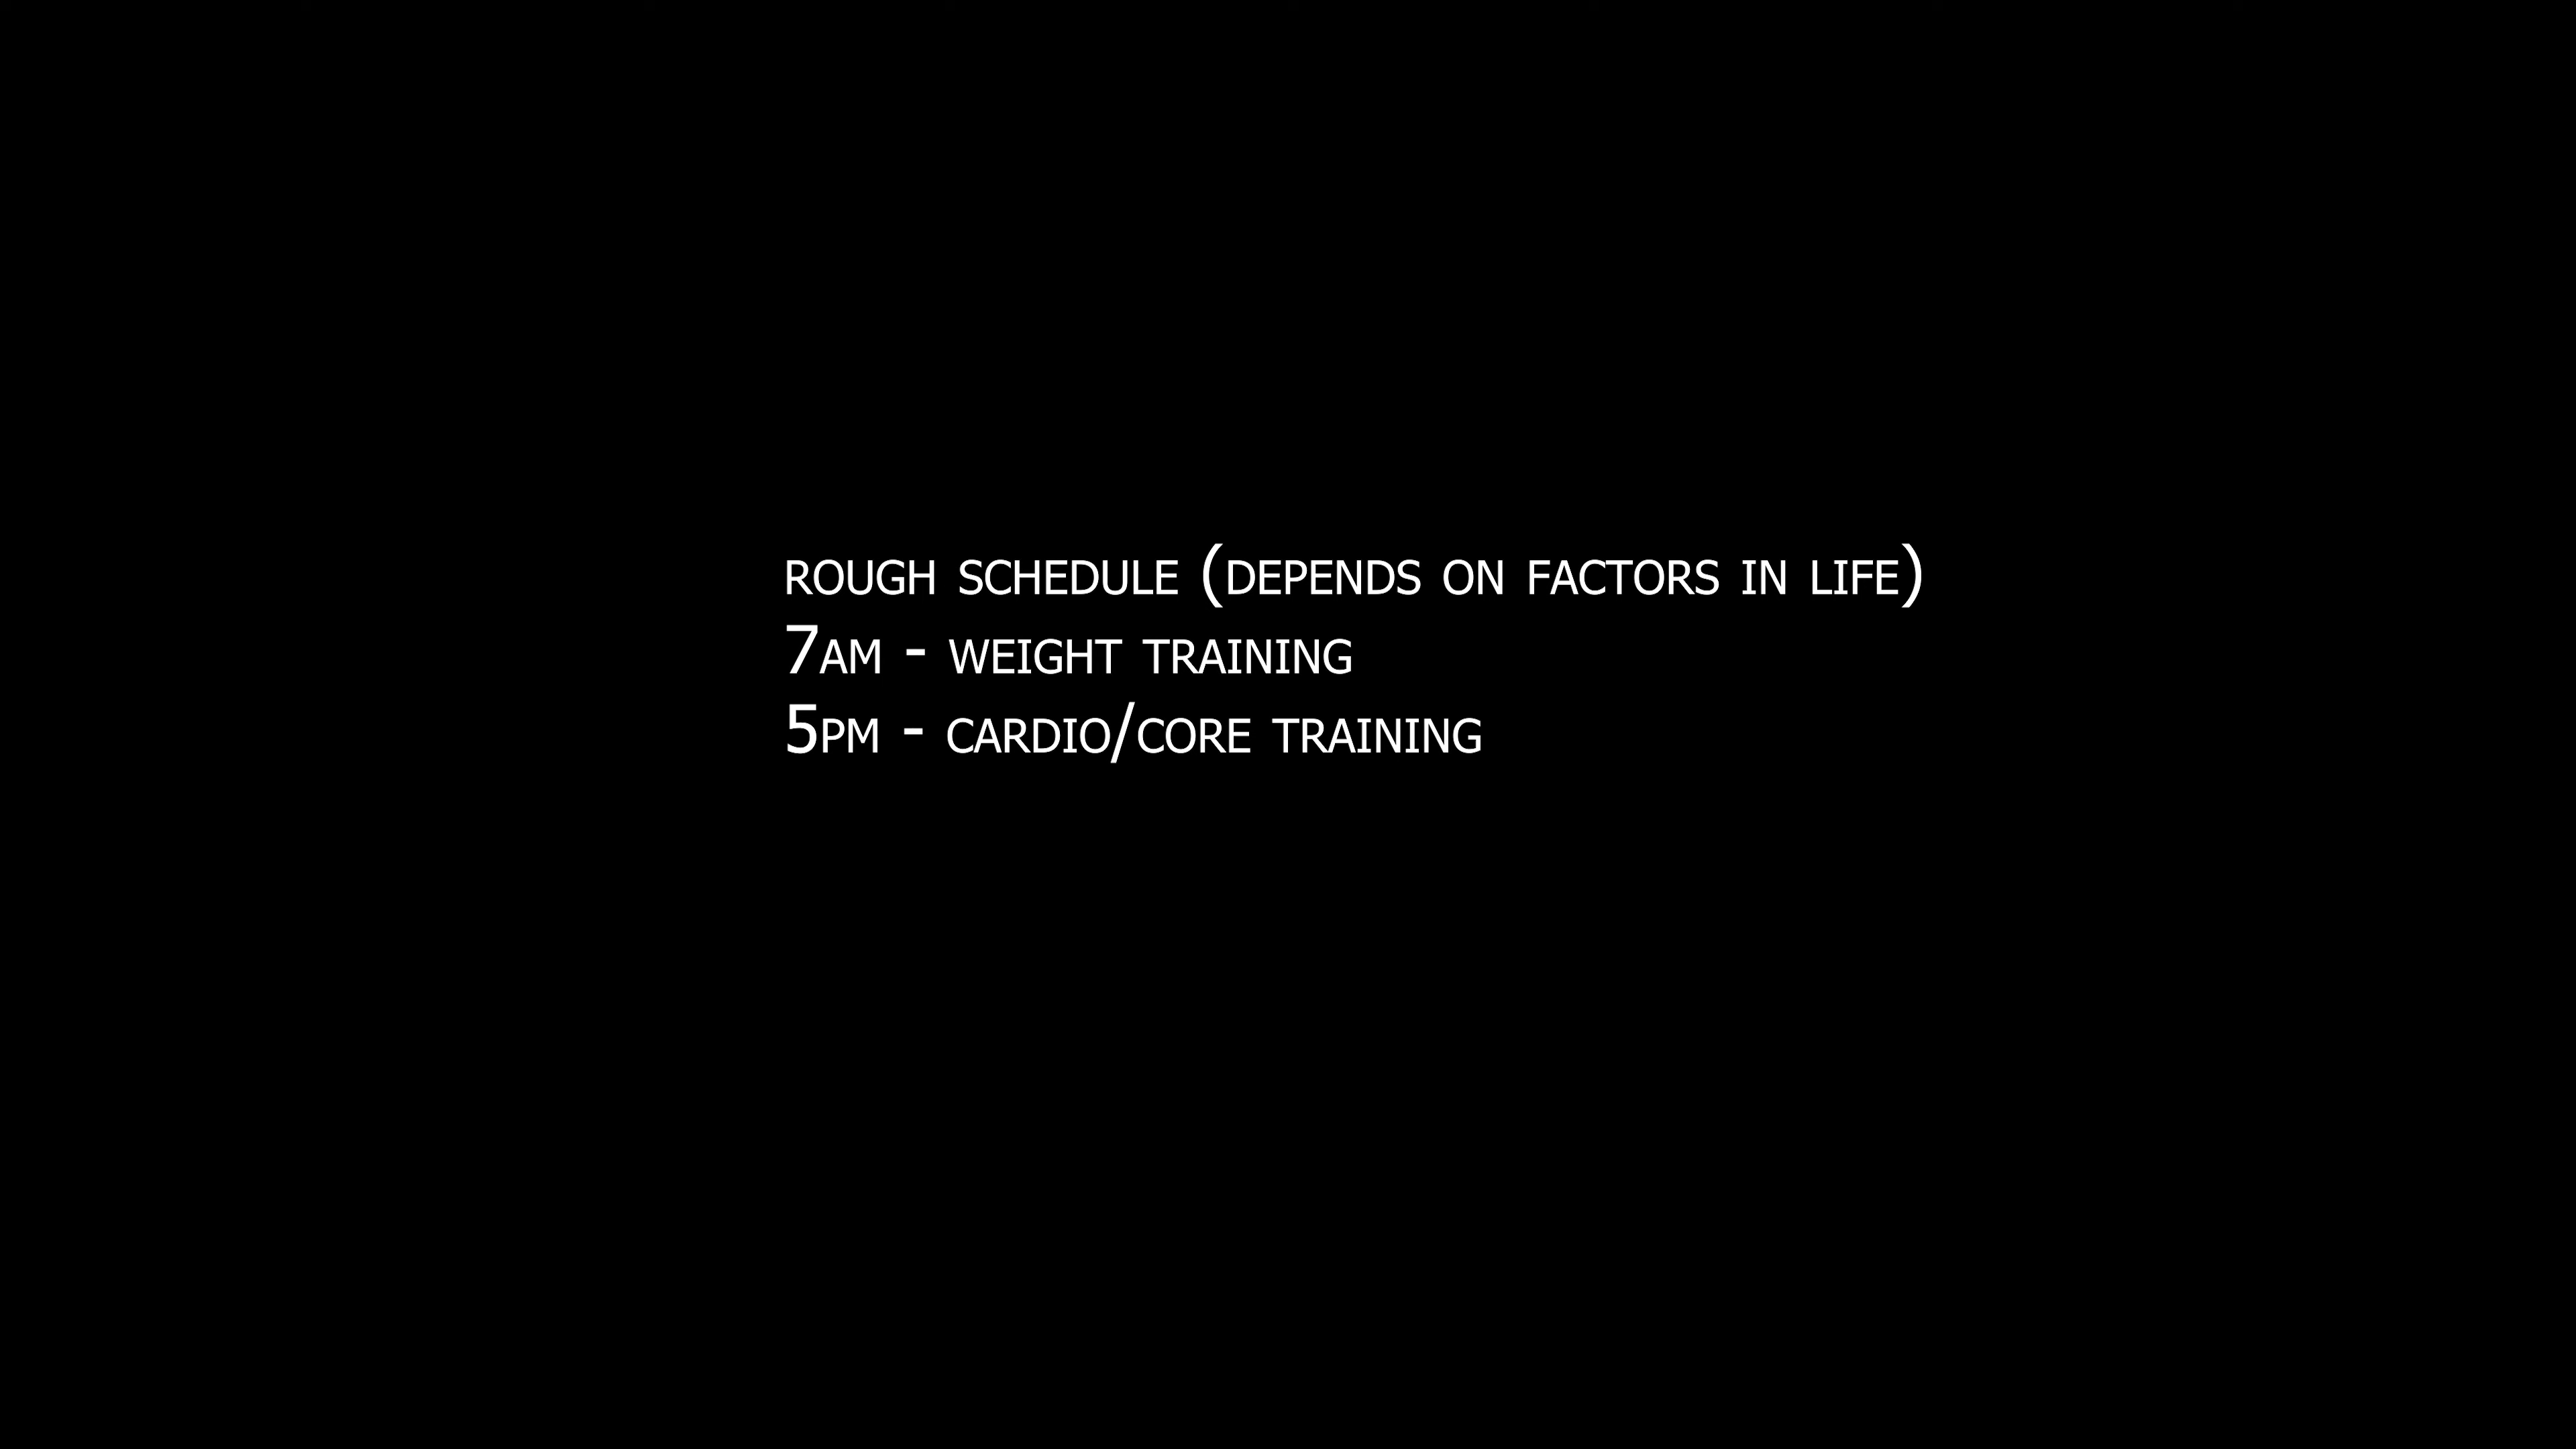 ROUGH SCHEDULE (DEPENDS ON FACTORS IN LIFE)
7AM - WEIGHT TRAINING
5PM - CARDIO/CORE TRAINING